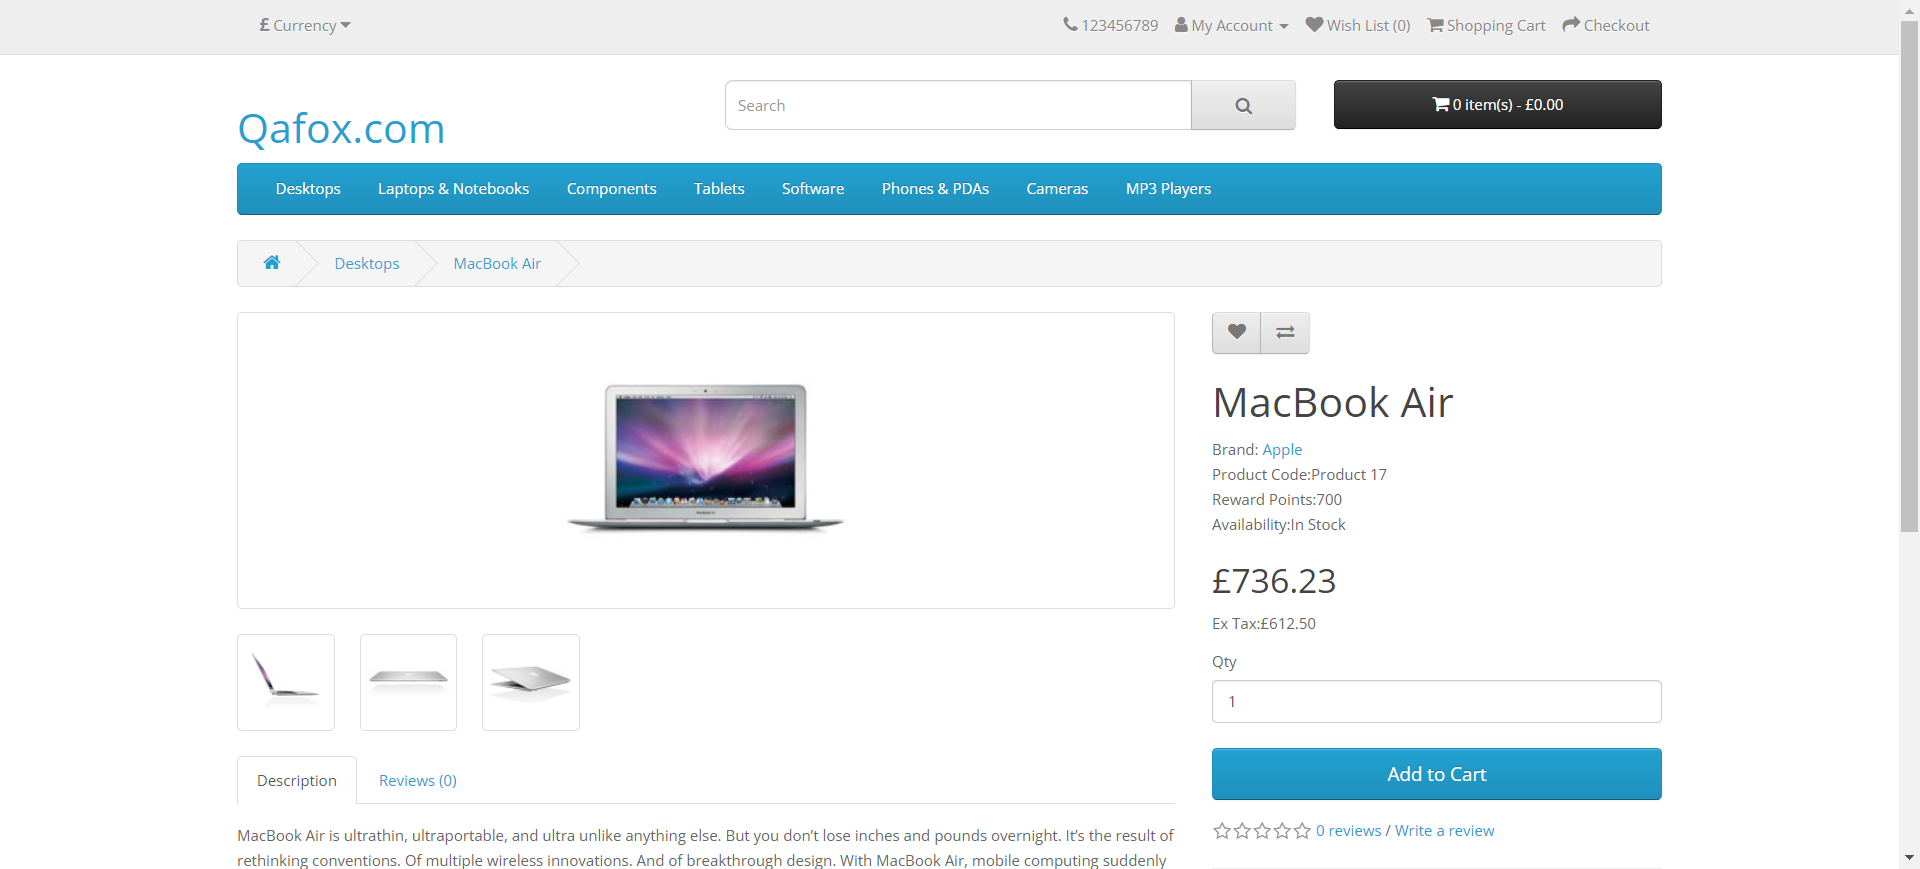 £ Currency
123456789 My Account Wish List (0) Shopping Cart Checkout
Qafox.com
Search
0 item(s) - £0.00
Desktops Laptops & Notebooks Components Tablets Software Phones & PDAs Cameras MP3 Players
Desktops MacBook Air
MacBook Air
Brand: Apple
Product Code:Product 17
Reward Points:700
Availability:In Stock
£736.23
Ex Tax:£612.50
Qty
1
Add to Cart
0 reviews / Write a review
Description Reviews (0)
MacBook Air is ultrathin, ultraportable, and ultra unlike anything else. But you don’t lose inches and pounds overnight. It’s the result of
rethinking conventions. Of multiple wireless innovations. And of breakthrough design. With MacBook Air, mobile computing suddenly